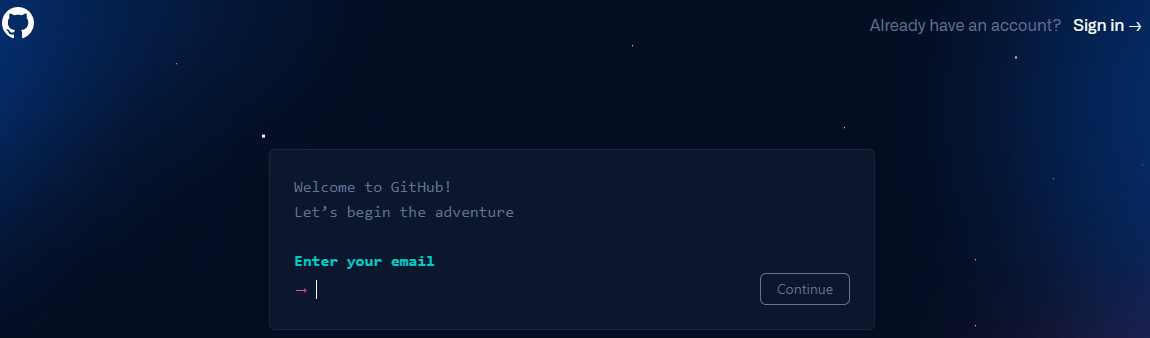 Already have an account? Sign in →
Welcome to GitHub!
Let’s begin the adventure
Enter your email
→
Continue